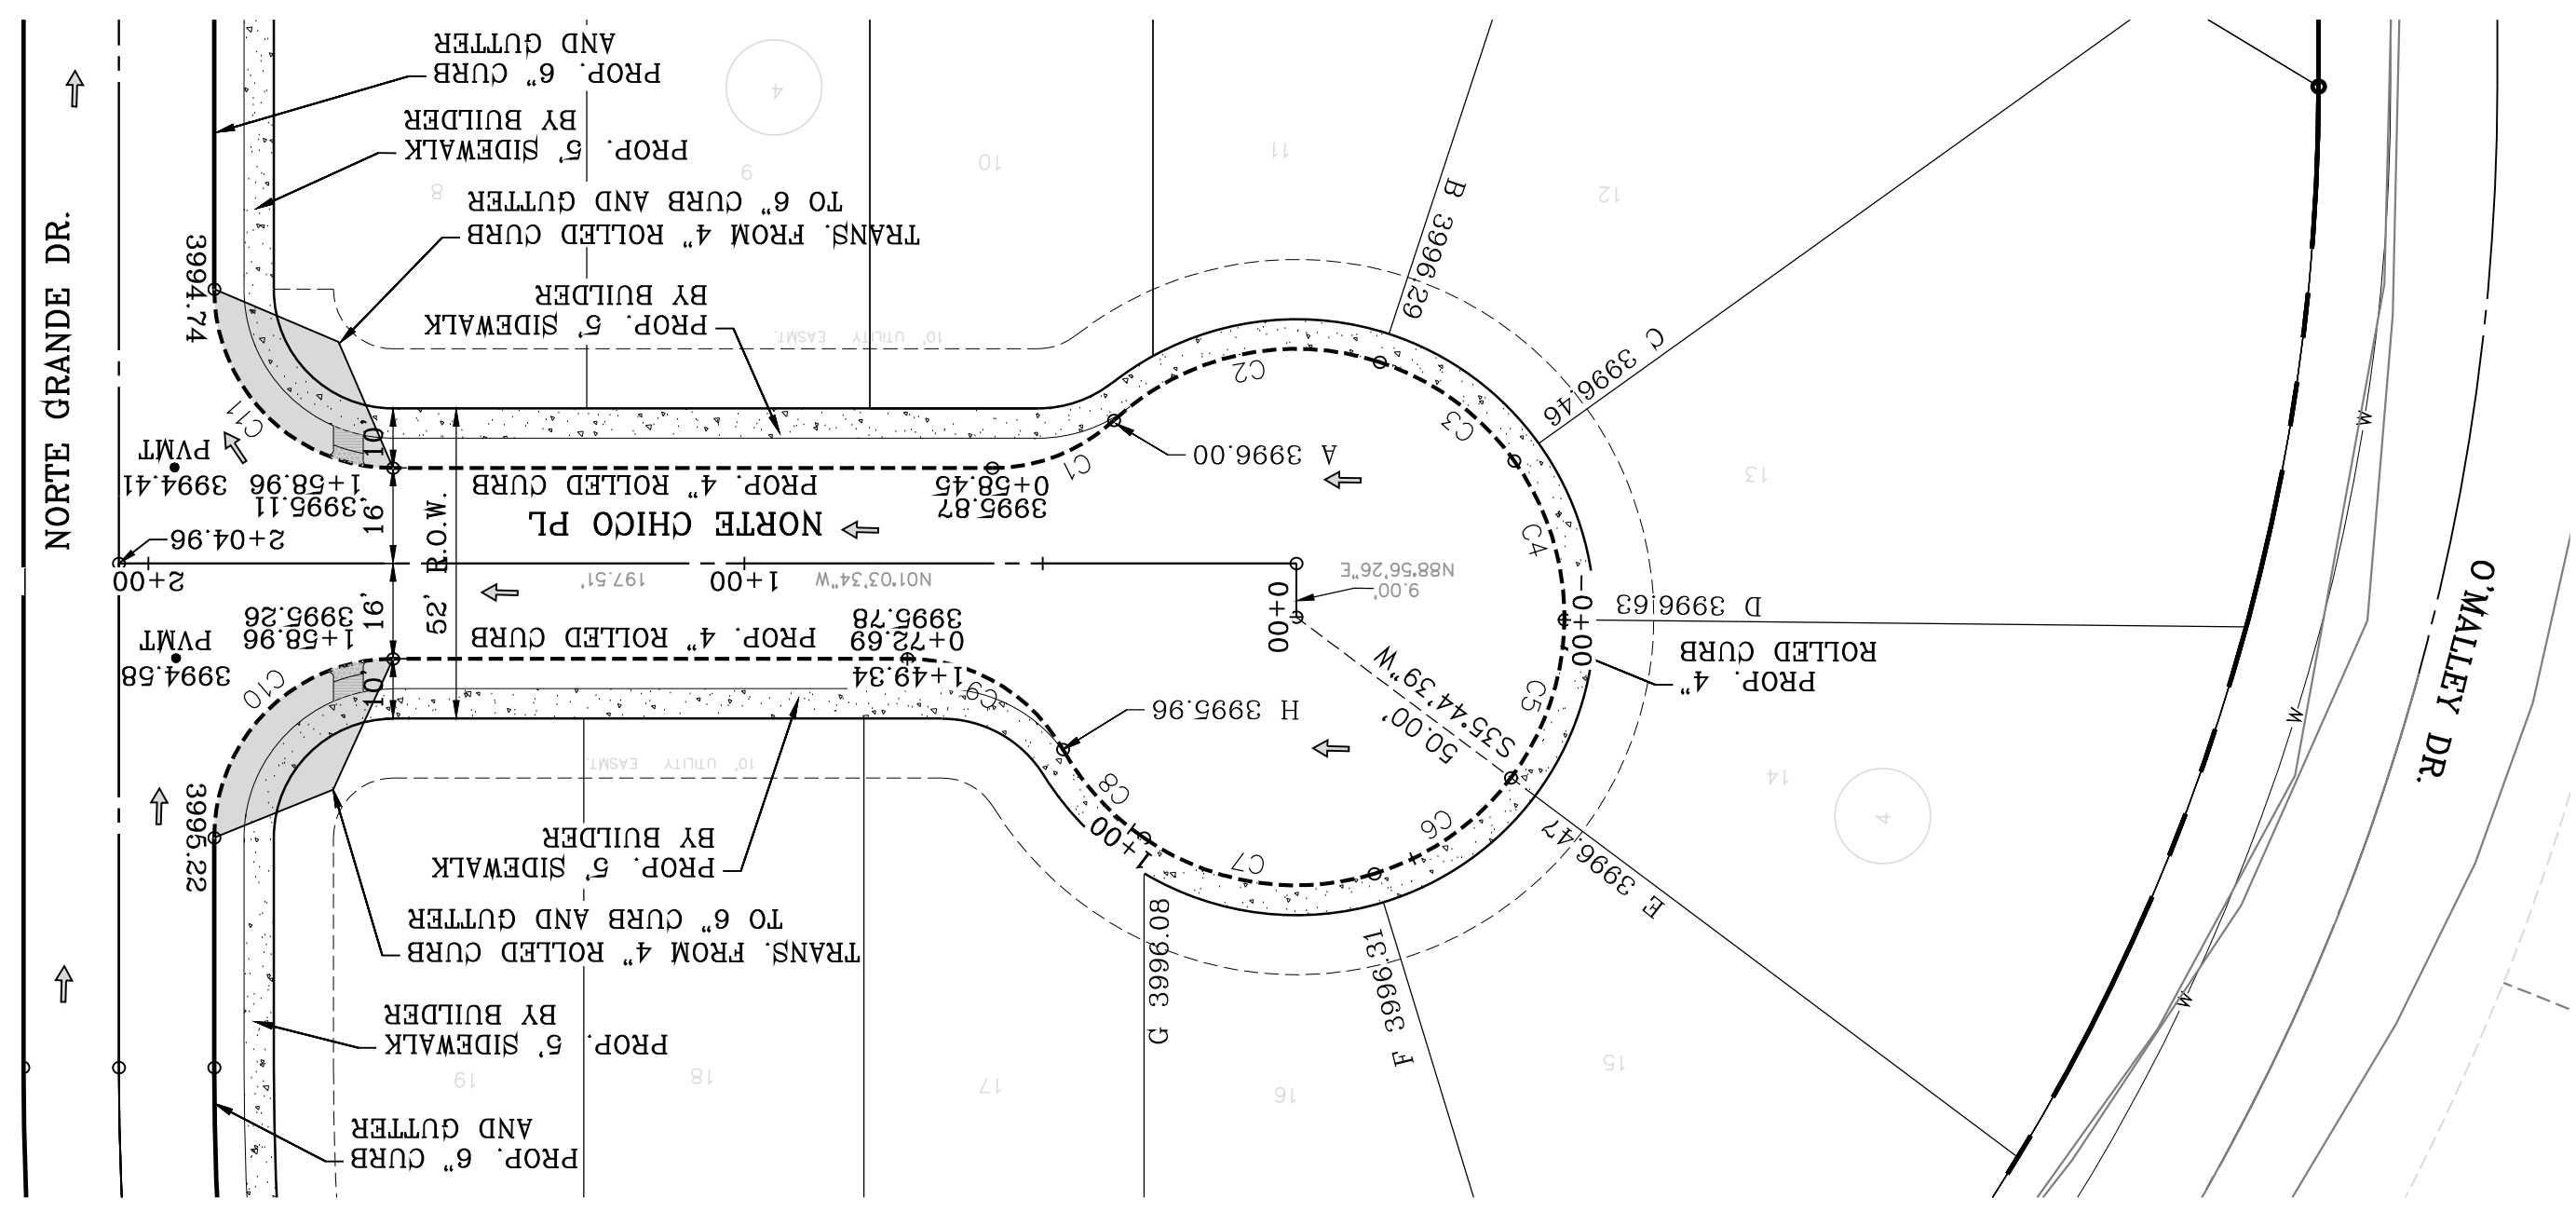 NORTE GRANDE DR.
PROP. 6" CURB
AND GUTTER
PROP. 5' SIDEWALK
BY BUILDER
TRANS. FROM 4" ROLLED CURB
TO 6" CURB AND GUTTER
PROP. 5' SIDEWALK
BY BUILDER
10' UTILITY EASMT.
4
8
9
10
11
12
13
3994.74
C11
PVMT
3994.41
1+58.96
3995.11
2+04.96
2+00
10'
16'
16'
10'
52' R.O.W.
PROP. 4" ROLLED CURB
NORTE CHICO PL
0+58.45
3995.87
C1
A 3996.00
C2
B 3996.29
C3
C 3996.46
C4
197.51'
1+00
N01°03'34"W
N88°56'26"E
9.00'
0+00
0+00
D 3996.63
PROP. 4"
ROLLED CURB
C5
S35°44'39"W
50.00'
E 3996.47
C6
F 3996.31
C7
G 3996.08
1+00
C8
H 3995.96
C9
3995.78
0+72.69
1+49.34
PROP. 4" ROLLED CURB
3995.26
1+58.96
PVMT
3994.58
C10
3995.22
10' UTILITY EASMT.
PROP. 5' SIDEWALK
BY BUILDER
TRANS. FROM 4" ROLLED CURB
TO 6" CURB AND GUTTER
PROP. 5' SIDEWALK
BY BUILDER
PROP. 6" CURB
AND GUTTER
19
18
17
16
15
14
4
O'MALLEY DR.
W
W
W